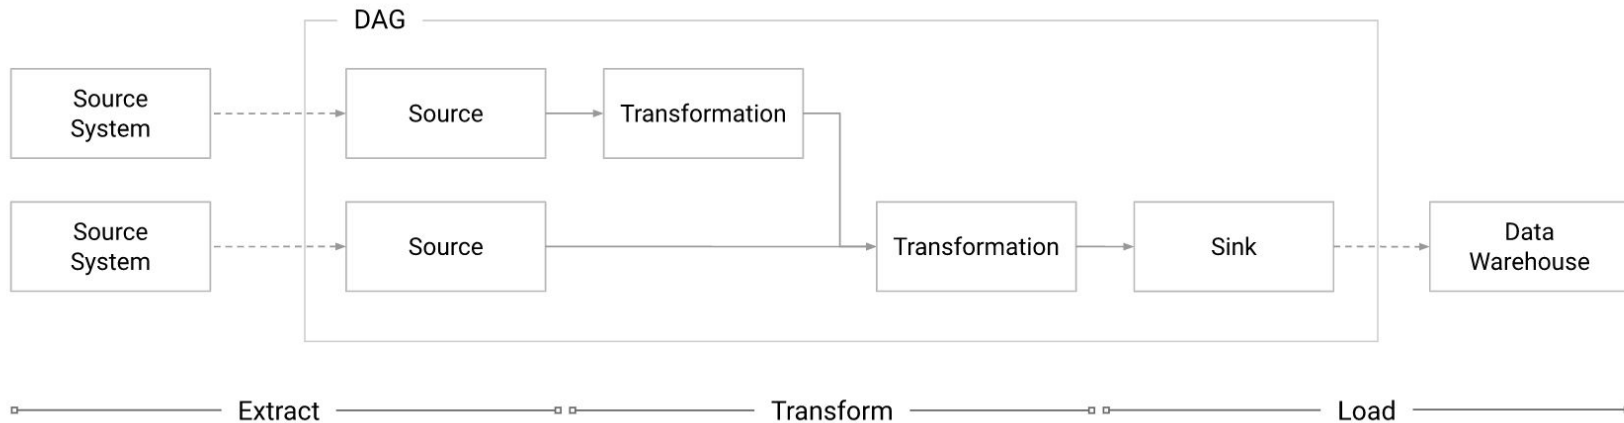 DAG
Source
System
Source
Transformation
Source
System
Source
Transformation
Sink
Data
Warehouse
Extract
Transform
Load